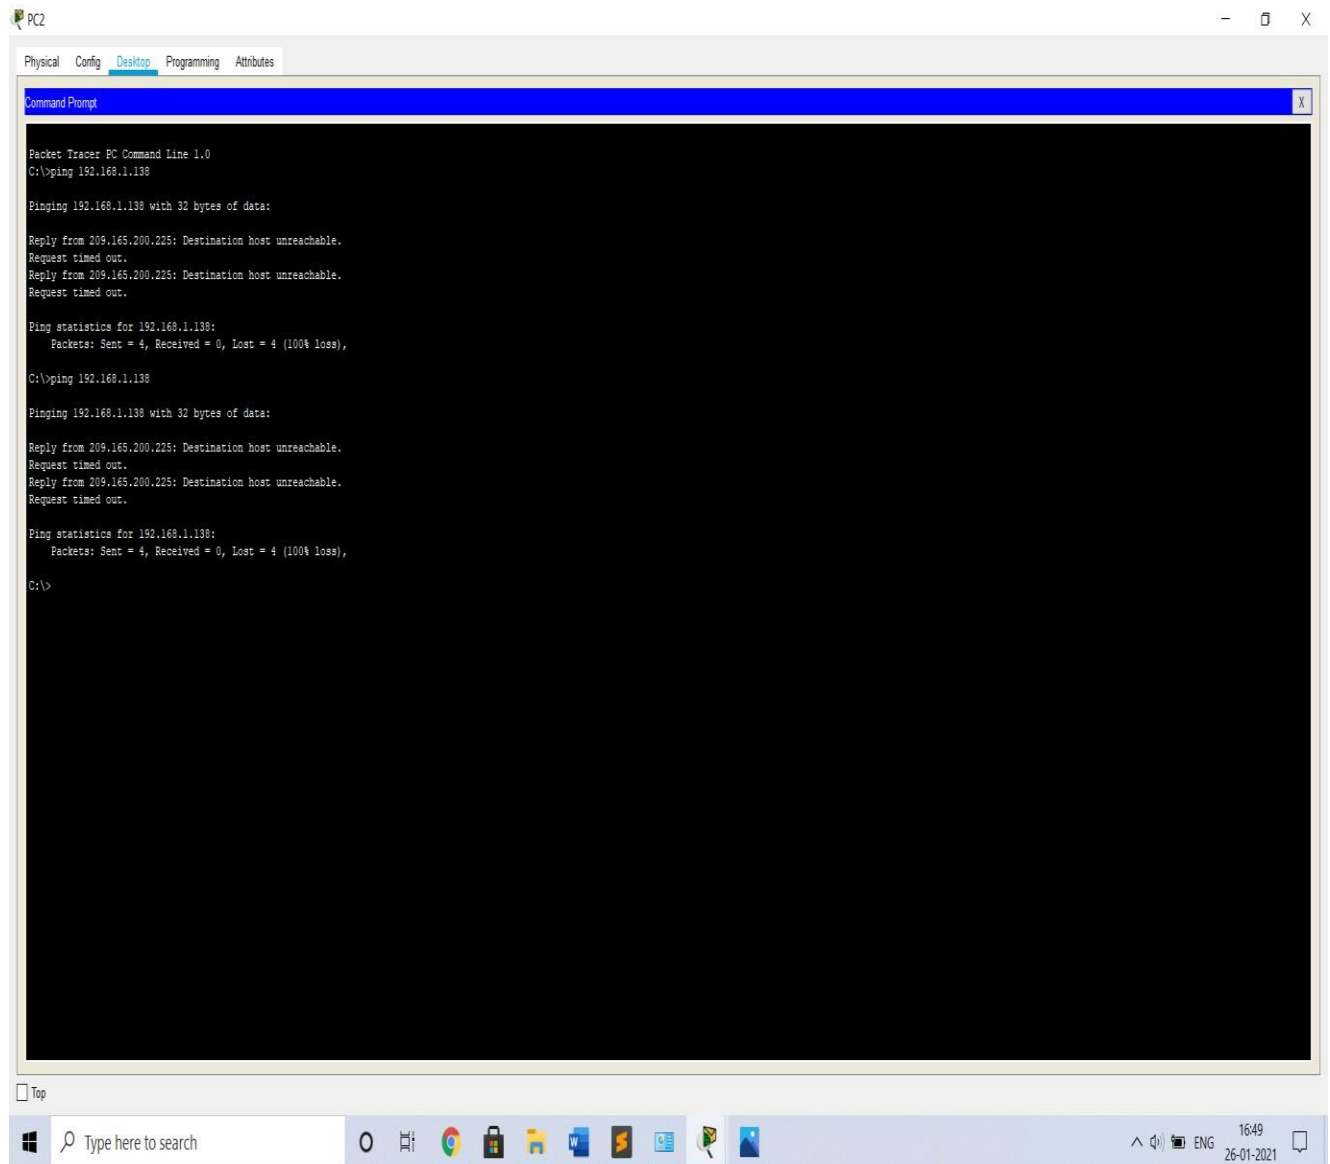 PC2
Physical Config Desktop Programming Attributes
Command Prompt
X
Packet Tracer PC Command Line 1.0
C:\>ping 192.168.1.138
Pinging 192.168.1.138 with 32 bytes of data:
Reply from 209.165.200.225: Destination host unreachable.
Request timed out.
Reply from 209.165.200.225: Destination host unreachable.
Request timed out.
Ping statistics for 192.168.1.138:
Packets: Sent = 4, Received = 0, Lost = 4 (100% loss),
C:\>ping 192.168.1.138
Pinging 192.168.1.138 with 32 bytes of data:
Reply from 209.165.200.225: Destination host unreachable.
Request timed out.
Reply from 209.165.200.225: Destination host unreachable.
Request timed out.
Ping statistics for 192.168.1.138:
Packets: Sent = 4, Received = 0, Lost = 4 (100% loss),
C:\>
Top
Type here to search
ENG
16:49
26-01-2021